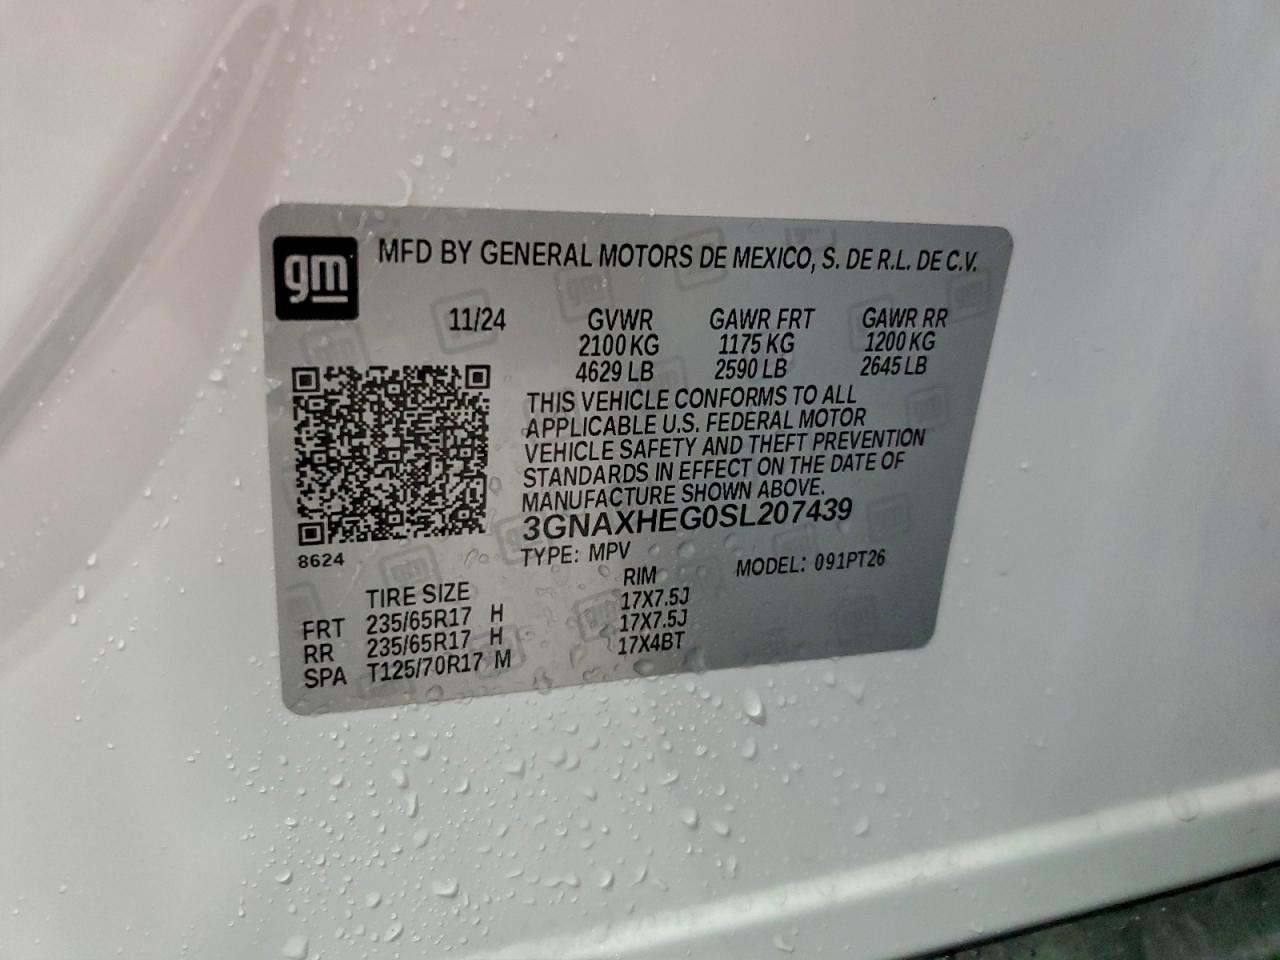 gm
MFD BY GENERAL MOTORS DE MEXICO, S. DE R.L. DE C.V.
11/24 GVWR GAWR FRT GAWR RR
2100 KG 1175 KG 1200 KG
4629 LB 2590 LB 2645 LB
THIS VEHICLE CONFORMS TO ALL
APPLICABLE U.S. FEDERAL MOTOR
VEHICLE SAFETY AND THEFT PREVENTION
STANDARDS IN EFFECT ON THE DATE OF
MANUFACTURE SHOWN ABOVE.
3GNAXHEG0SL207439
8624
TYPE: MPV MODEL: 091PT26
TIRE SIZE RIM
FRT 235/65R17 H 17X7.5J
RR 235/65R17 H 17X7.5J
SPA T125/70R17 M 17X4BT